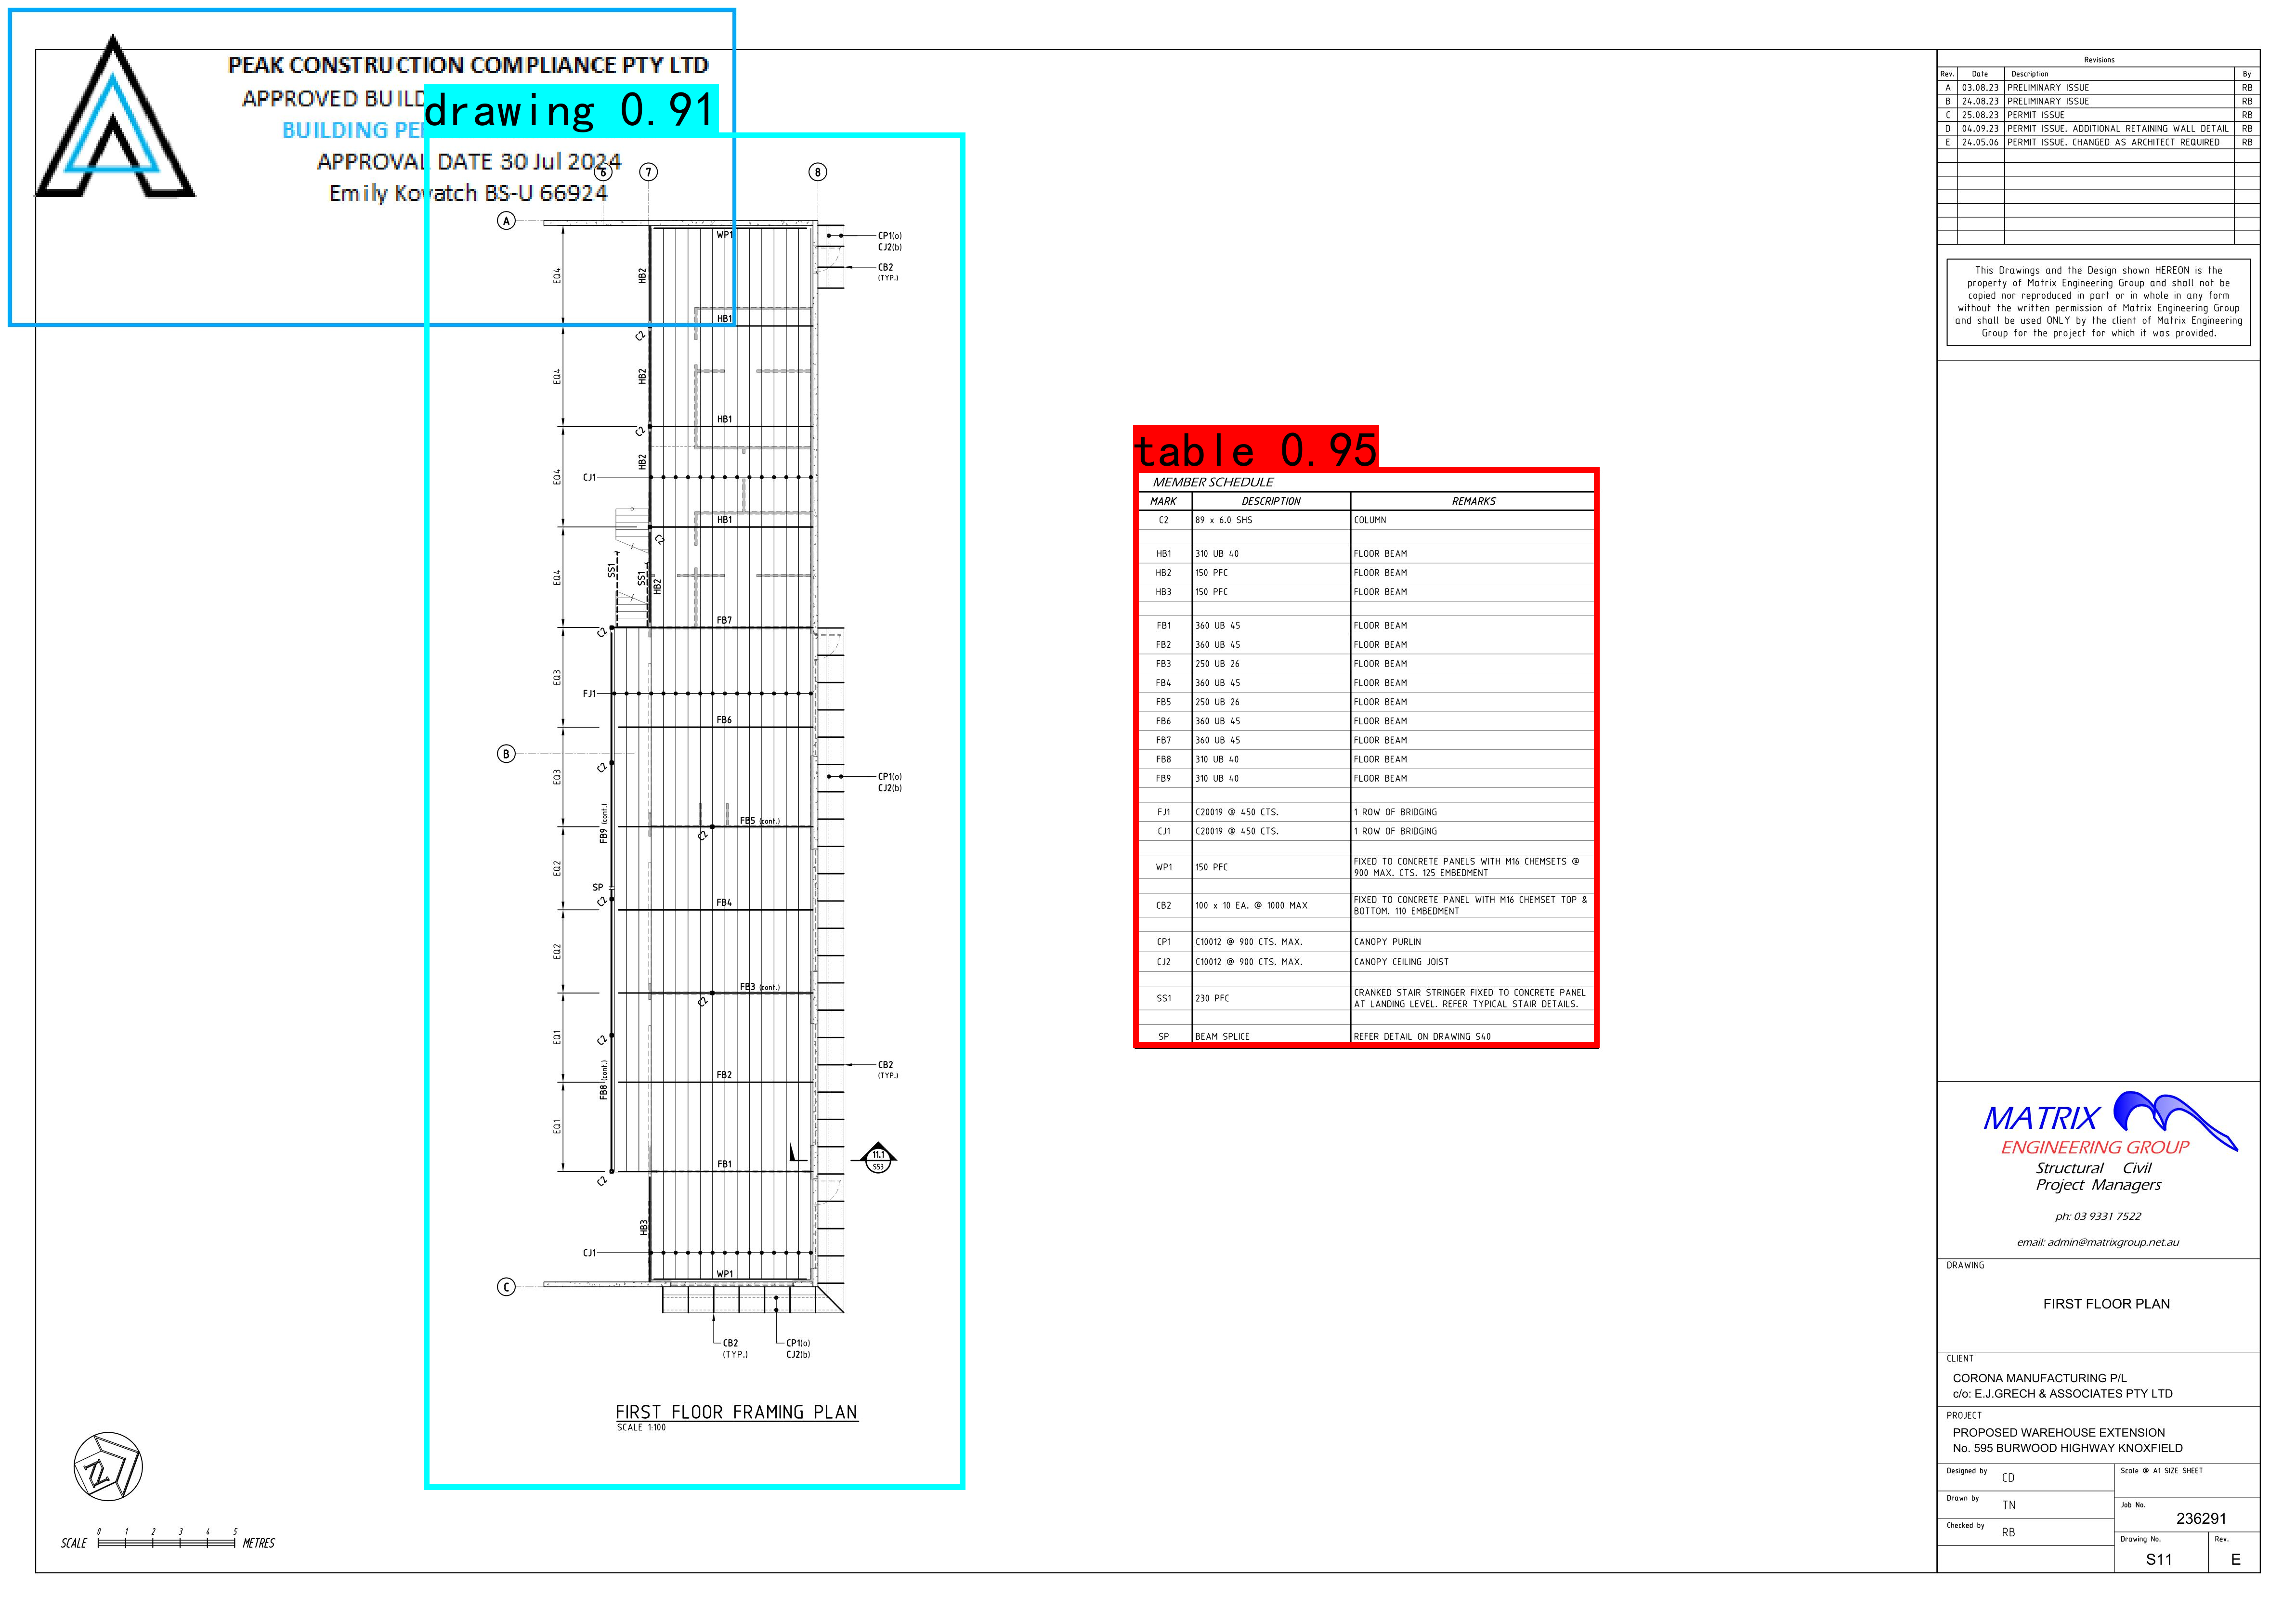 PEAK CONSTRUCTION COMPLIANCE PTY LTD
APPROVED BUILD
BUILDING PE
APPROVAL DATE 30 Jul 2024
Emily Kovatch BS-U 66924
drawing 0.91
6
7
8
A
WP1
CP1(o)
CJ2(b)
CB2
(TYP.)
EQ4
HB2
HB1
C2
EQ4
HB2
HB1
C2
EQ4
HB2
CJ1
HB1
C2
EQ4
SS1
SS1
HB2
FB7
C2
EQ3
FJ1
FB6
B
C2
EQ3
CP1(o)
CJ2(b)
FB9 (cont.)
FB5 (cont.)
C2
EQ2
SP
C2
FB4
EQ2
FB3 (cont.)
C2
EQ1
C2
CB2
(TYP.)
FB8 (cont.)
FB2
EQ1
11.1
S53
FB1
C2
HB3
CJ1
WP1
C
CB2
(TYP.)
CP1(o)
CJ2(b)
FIRST FLOOR FRAMING PLAN
SCALE 1:100
N
SCALE 0 1 2 3 4 5 METRES
table 0.95
MEMBER SCHEDULE
MARK DESCRIPTION REMARKS
C2 89 x 6.0 SHS COLUMN
HB1 310 UB 40 FLOOR BEAM
HB2 150 PFC FLOOR BEAM
HB3 150 PFC FLOOR BEAM
FB1 360 UB 45 FLOOR BEAM
FB2 360 UB 45 FLOOR BEAM
FB3 250 UB 26 FLOOR BEAM
FB4 360 UB 45 FLOOR BEAM
FB5 250 UB 26 FLOOR BEAM
FB6 360 UB 45 FLOOR BEAM
FB7 360 UB 45 FLOOR BEAM
FB8 310 UB 40 FLOOR BEAM
FB9 310 UB 40 FLOOR BEAM
FJ1 C20019 @ 450 CTS. 1 ROW OF BRIDGING
CJ1 C20019 @ 450 CTS. 1 ROW OF BRIDGING
WP1 150 PFC FIXED TO CONCRETE PANELS WITH M16 CHEMSETS @
900 MAX. CTS. 125 EMBEDMENT
CB2 100 x 10 EA. @ 1000 MAX FIXED TO CONCRETE PANEL WITH M16 CHEMSET TOP &
BOTTOM. 110 EMBEDMENT
CP1 C10012 @ 900 CTS. MAX. CANOPY PURLIN
CJ2 C10012 @ 900 CTS. MAX. CANOPY CEILING JOIST
SS1 230 PFC CRANKED STAIR STRINGER FIXED TO CONCRETE PANEL
AT LANDING LEVEL. REFER TYPICAL STAIR DETAILS.
SP BEAM SPLICE REFER DETAIL ON DRAWING S40
Revisions
Rev. Date Description By
A 03.08.23 PRELIMINARY ISSUE RB
B 24.08.23 PRELIMINARY ISSUE RB
C 25.08.23 PERMIT ISSUE RB
D 04.09.23 PERMIT ISSUE. ADDITIONAL RETAINING WALL DETAIL RB
E 24.05.06 PERMIT ISSUE. CHANGED AS ARCHITECT REQUIRED RB
This Drawings and the Design shown HEREON is the
property of Matrix Engineering Group and shall not be
copied nor reproduced in part or in whole in any form
without the written permission of Matrix Engineering Group
and shall be used ONLY by the client of Matrix Engineering
Group for the project for which it was provided.
MATRIX
ENGINEERING GROUP
Structural Civil
Project Managers
ph: 03 9331 7522
email: admin@matrixgroup.net.au
DRAWING
FIRST FLOOR PLAN
CLIENT
CORONA MANUFACTURING P/L
c/o: E.J.GRECH & ASSOCIATES PTY LTD
PROJECT
PROPOSED WAREHOUSE EXTENSION
No. 595 BURWOOD HIGHWAY KNOXFIELD
Designed by CD
Scale @ A1 SIZE SHEET
Drawn by TN
Job No. 236291
Checked by RB
Drawing No. S11
Rev. E